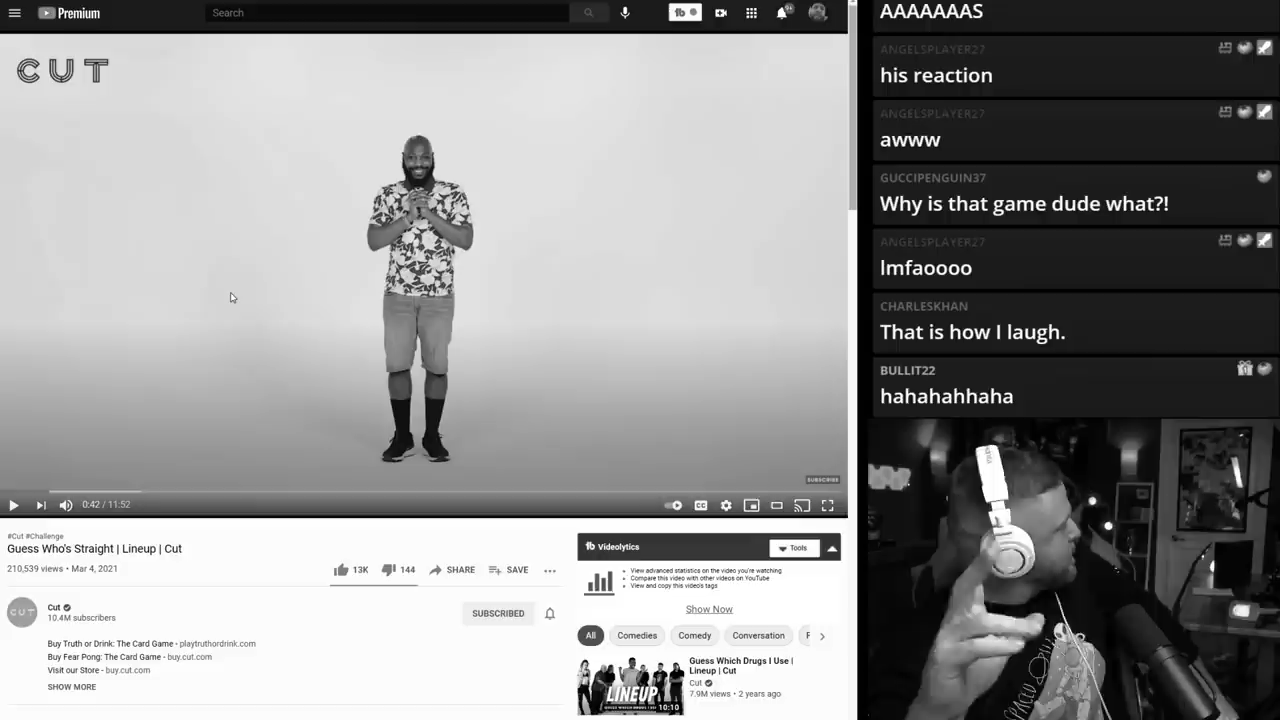 Premium
Search
9+
CUT
SUBSCRIBE
0:42 / 11:52
#Cut #Challenge
Guess Who's Straight | Lineup | Cut
210,539 views • Mar 4, 2021
13K
144
SHARE
SAVE
Cut
10.4M subscribers
SUBSCRIBED
Buy Truth or Drink: The Card Game • playtruthordrink.com
Buy Fear Pong: The Card Game - buy.cut.com
Visit our Store - buy.cut.com
SHOW MORE
Videolytics
Tools
View advanced statistics on the video you're watching
Compare this video with other videos on YouTube
View and copy this video's tags
Show Now
All
Comedies
Comedy
Conversation
LINEUP
10:10
Guess Which Drugs I Use |
Lineup | Cut
Cut
7.9M views • 2 years ago
AAAAAAAS
ANGELSPLAYER27
his reaction
ANGELSPLAYER27
awww
GUCCIPENGUIN37
Why is that game dude what?!
ANGELSPLAYER27
lmfaoooo
CHARLESKHAN
That is how I laugh.
BULLIT22
hahahahhaha